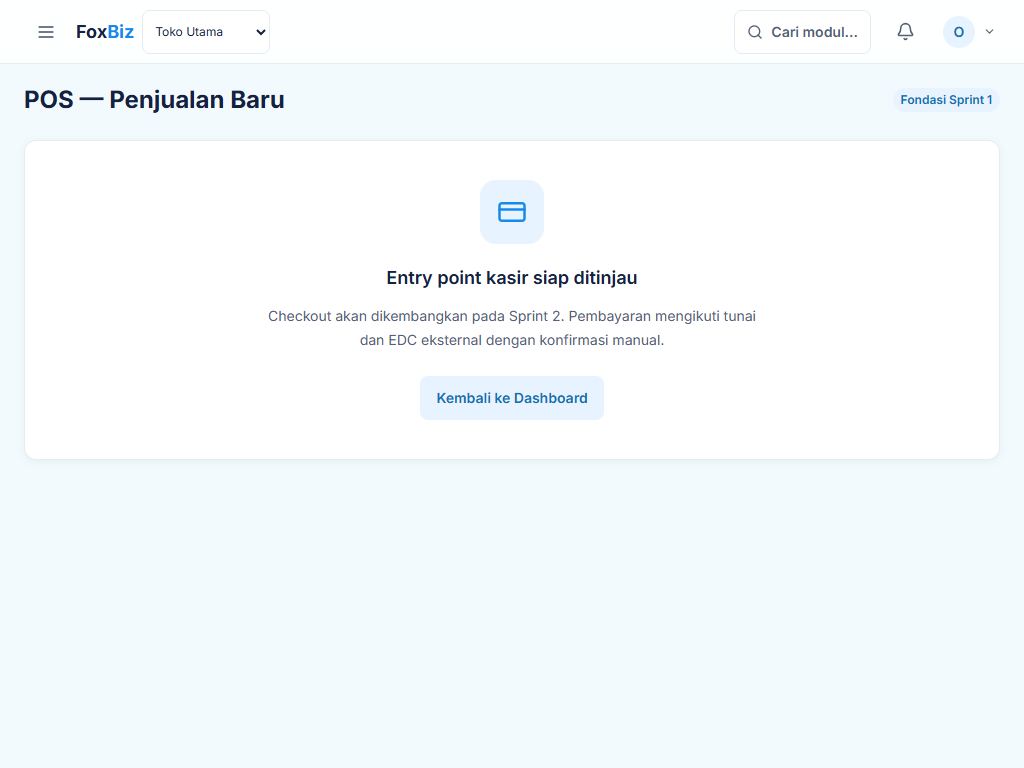 FoxBiz
Toko Utama
Cari modul...
O
POS — Penjualan Baru
Fondasi Sprint 1
Entry point kasir siap ditinjau
Checkout akan dikembangkan pada Sprint 2. Pembayaran mengikuti tunai
dan EDC eksternal dengan konfirmasi manual.
Kembali ke Dashboard